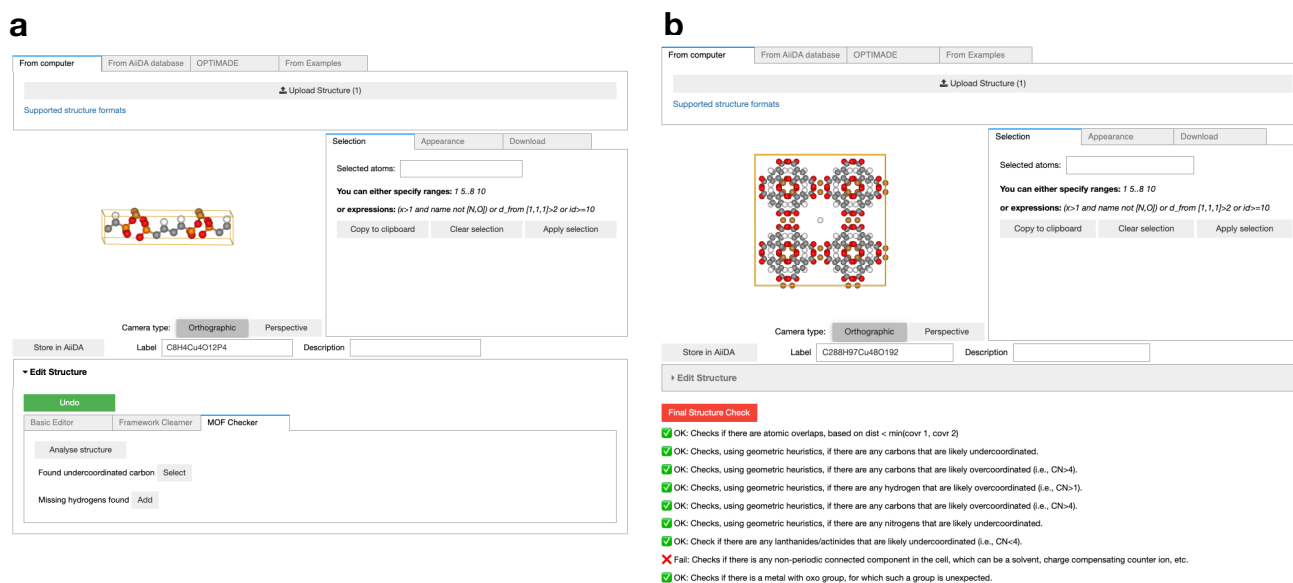 a
From computer
From AiiDA database
OPTIMADE
From Examples
Upload Structure (1)
Supported structure formats
Selection
Appearance
Download
Selected atoms:
You can either specify ranges: 1 5..8 10
or expressions: (x>1 and name not [N,O]) or d_from [1,1,1]>2 or id>=10
Copy to clipboard
Clear selection
Apply selection
Camera type:
Orthographic
Perspective
Store in AiiDA
Label
C8H4Cu4O12P4
Description
Edit Structure
Undo
Basic Editor
Framework Clearner
MOF Checker
Analyse structure
Found undercoordinated carbon
Select
Missing hydrogens found
Add
b
From computer
From AiiDA database
OPTIMADE
From Examples
Upload Structure (1)
Supported structure formats
Selection
Appearance
Download
Selected atoms:
You can either specify ranges: 1 5..8 10
or expressions: (x>1 and name not [N,O]) or d_from [1,1,1]>2 or id>=10
Copy to clipboard
Clear selection
Apply selection
Camera type:
Orthographic
Perspective
Store in AiiDA
Label
C288H97Cu48O192
Description
Edit Structure
Final Structure Check
OK: Checks if there are atomic overlaps, based on dist < min(covr 1, covr 2)
OK: Checks, using geometric heuristics, if there are any carbons that are likely undercoordinated.
OK: Checks, using geometric heuristics, if there are any carbons that are likely overcoordinated (i.e., CN>4).
OK: Checks, using geometric heuristics, if there are any hydrogen that are likely overcoordinated (i.e., CN>1).
OK: Checks, using geometric heuristics, if there are any carbons that are likely overcoordinated (i.e., CN>4).
OK: Checks, using geometric heuristics, if there are any nitrogens that are likely undercoordinated.
OK: Check if there are any lanthanides/actinides that are likely undercoordinated (i.e., CN<4).
Fail: Checks if there is any non-periodic connected component in the cell, which can be a solvent, charge compensating counter ion, etc.
OK: Checks if there is a metal with oxo group, for which such a group is unexpected.